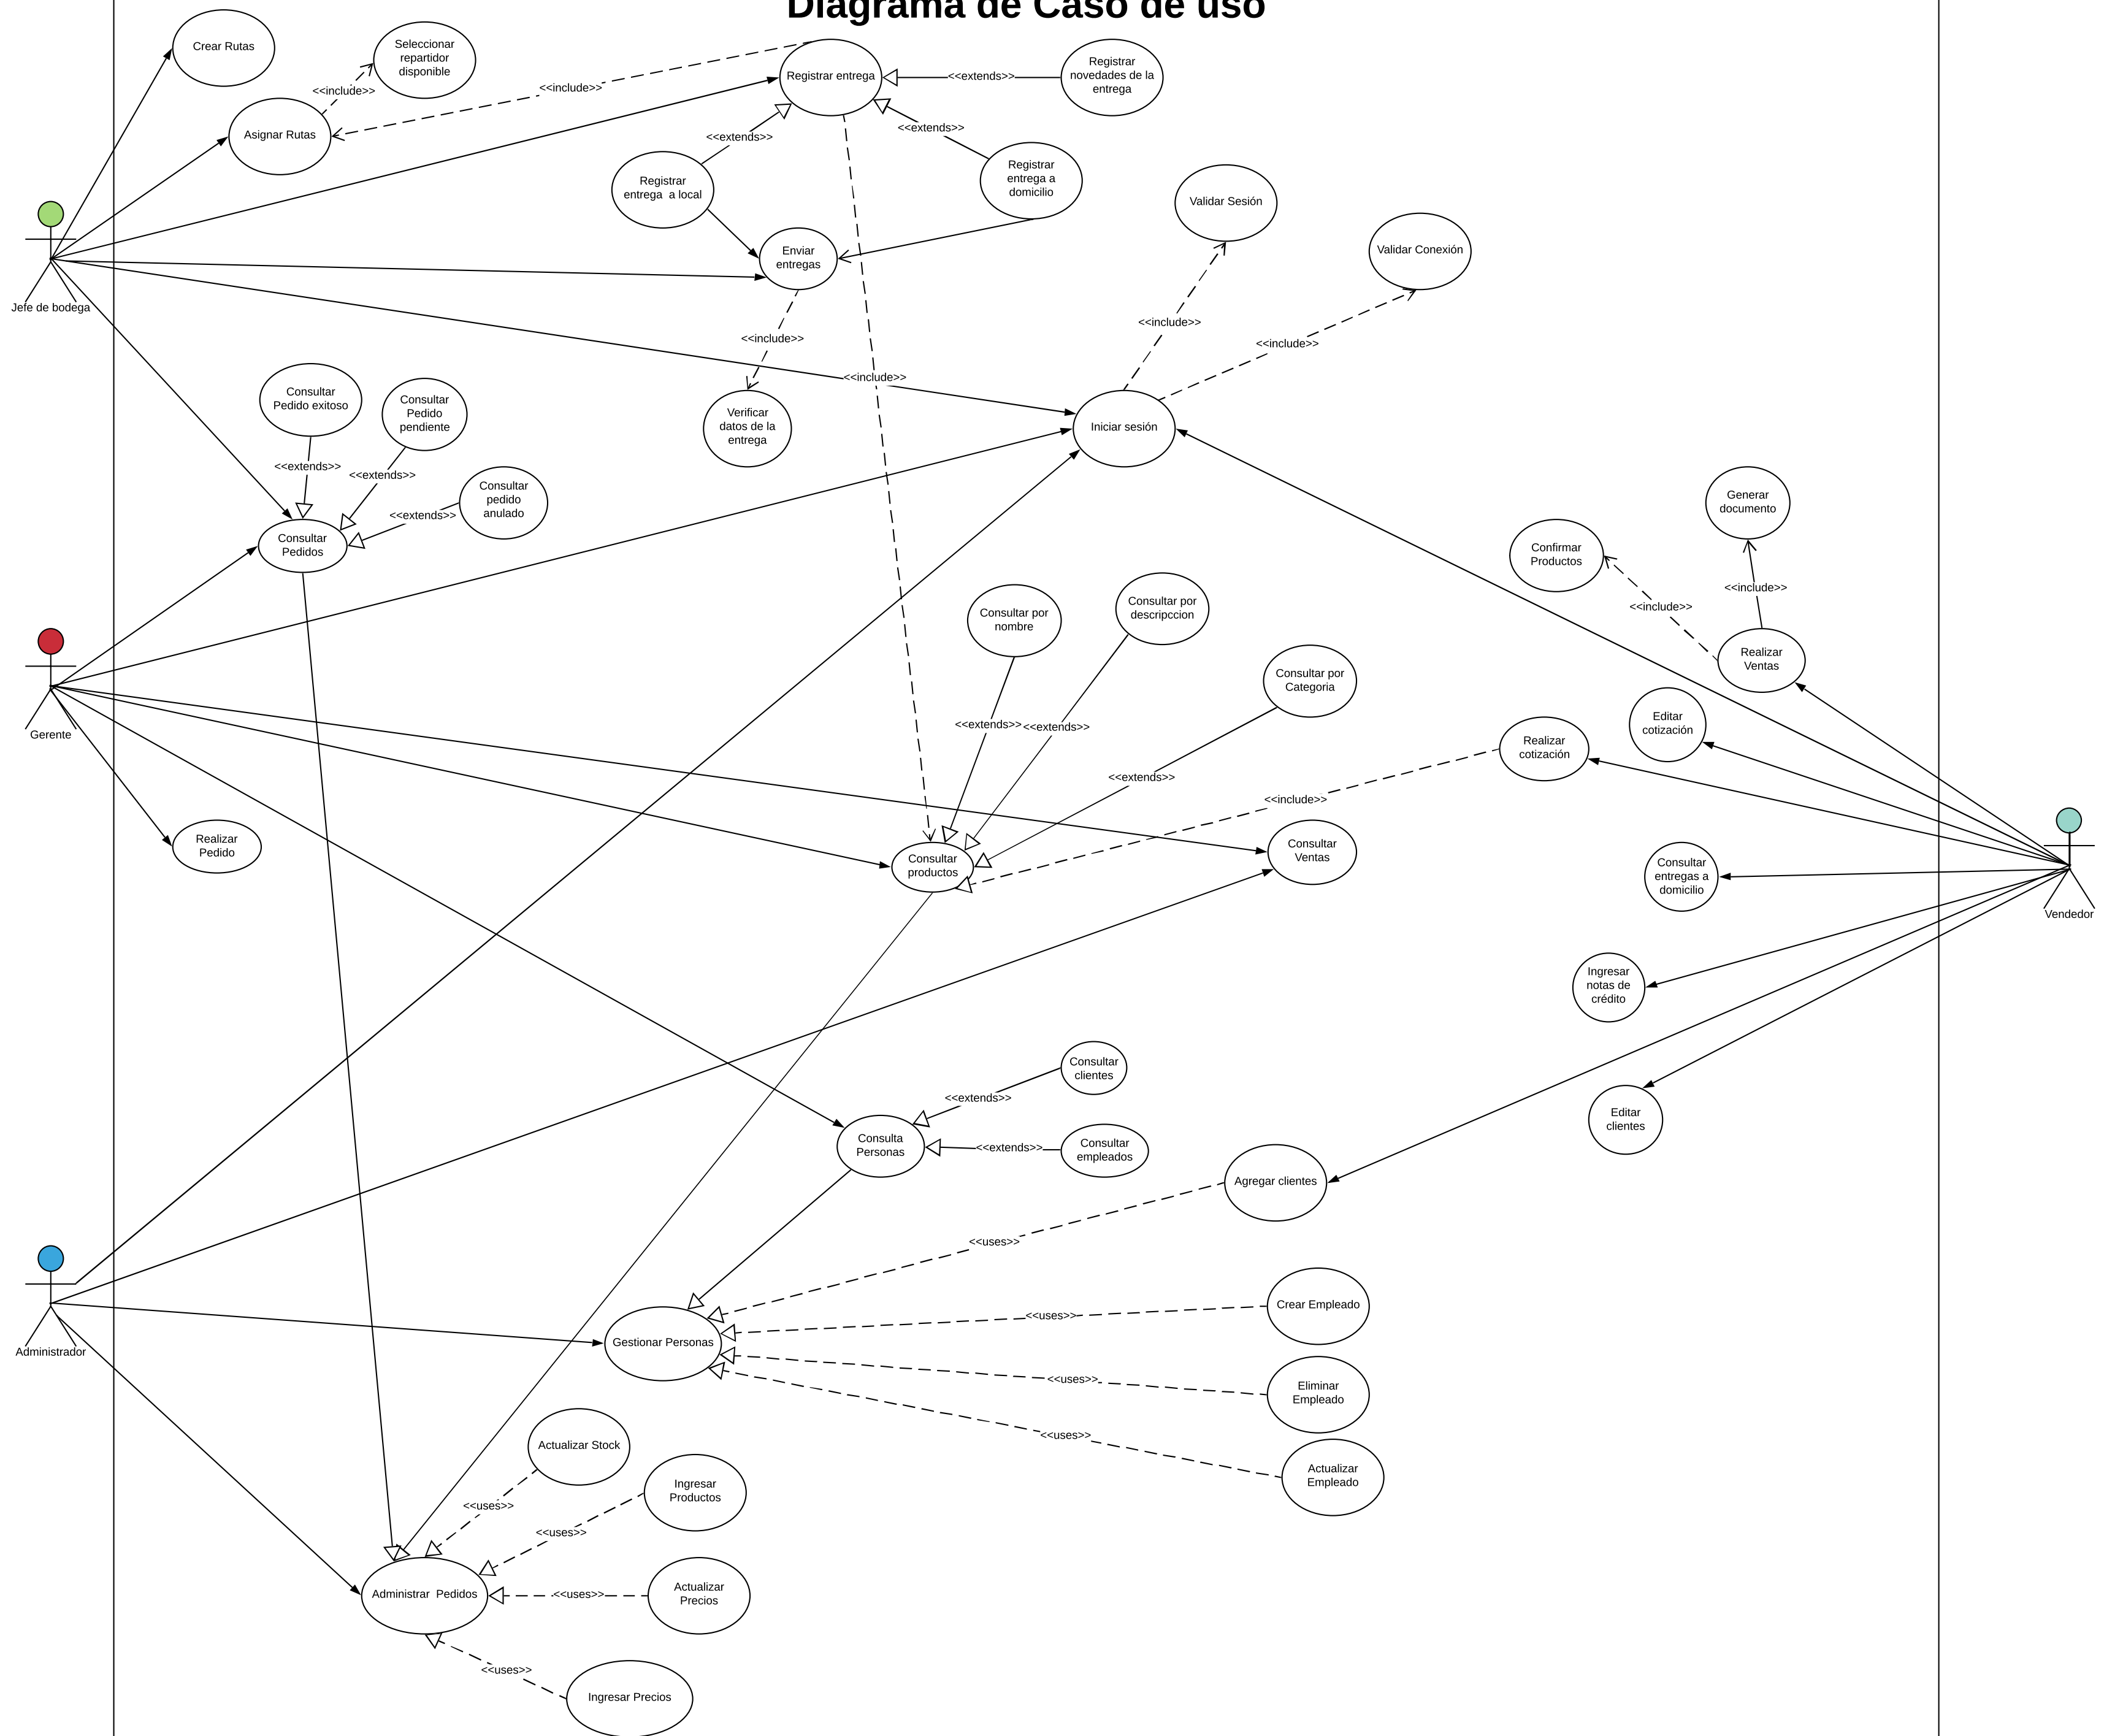 Diagrama de Caso de uso
Crear Rutas
Seleccionar
repartidor
disponible
<<include>>
Asignar Rutas
<<include>>
Registrar entrega
<<extends>>
Registrar
novedades de la
entrega
<<extends>>
<<extends>>
Registrar
entrega a local
Registrar
entrega a
domicilio
Enviar
entregas
Validar Sesión
Validar Conexión
Jefe de bodega
<<include>>
<<include>>
<<include>>
<<include>>
Consultar
Pedido exitoso
Consultar
Pedido
pendiente
Verificar
datos de la
entrega
Iniciar sesión
<<extends>>
<<extends>>
<<extends>>
Consultar
pedido
anulado
Consultar
Pedidos
Generar
documento
Confirmar
Productos
<<include>>
<<include>>
Consultar por
nombre
Consultar por
descripccion
Consultar por
Categoria
Realizar
Ventas
Gerente
<<extends>>
<<extends>>
<<extends>>
Editar
cotización
Realizar
cotización
<<include>>
Realizar
Pedido
Consultar
productos
Consultar
Ventas
Consultar
entregas a
domicilio
Vendedor
Ingresar
notas de
crédito
Consultar
clientes
<<extends>>
Consulta
Personas
<<extends>>
Consultar
empleados
Editar
clientes
Agregar clientes
<<uses>>
Administrador
Gestionar Personas
<<uses>>
Crear Empleado
<<uses>>
Eliminar
Empleado
<<uses>>
Actualizar
Empleado
Actualizar Stock
<<uses>>
Ingresar
Productos
<<uses>>
Administrar  Pedidos
<<uses>>
Actualizar
Precios
<<uses>>
Ingresar Precios